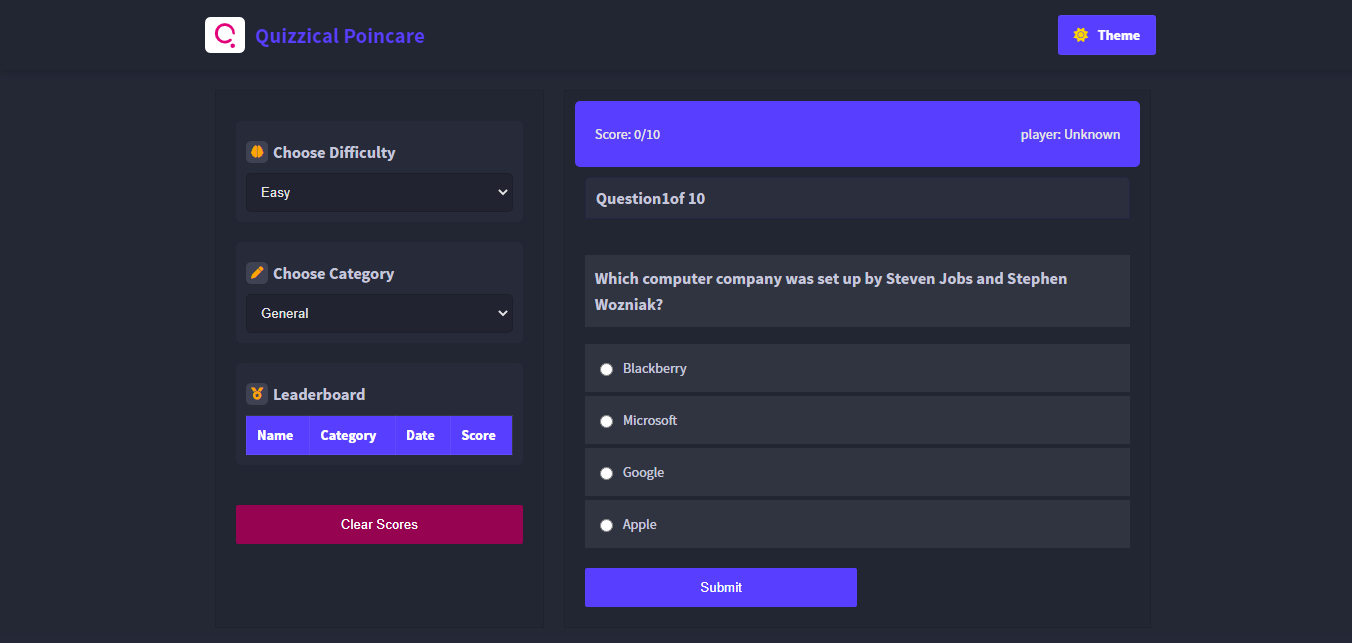 Quizzical Poincare
Theme
Choose Difficulty
Easy
Choose Category
General
Leaderboard
Name Category Date Score
Clear Scores
Score: 0/10 player: Unknown
Question1of 10
Which computer company was set up by Steven Jobs and Stephen
Wozniak?
Blackberry
Microsoft
Google
Apple
Submit